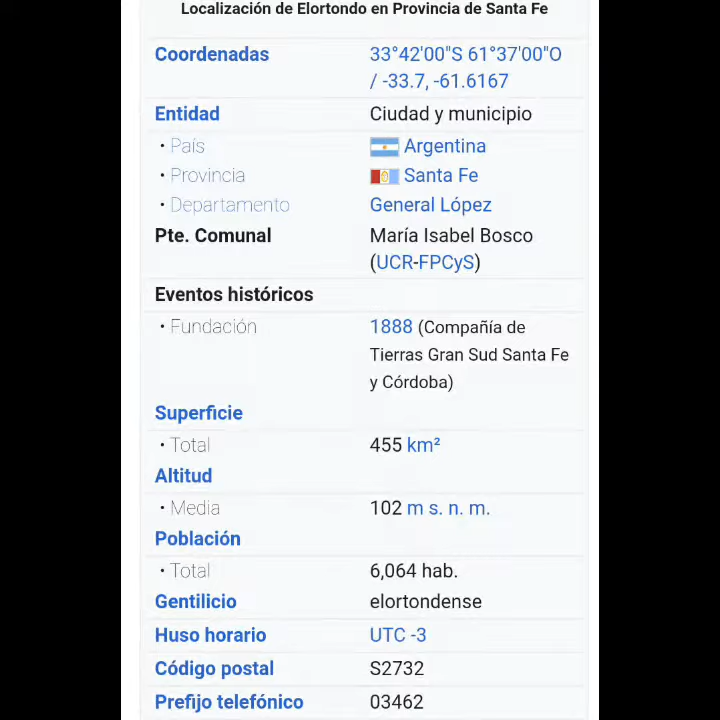 Localización de Elortondo en Provincia de Santa Fe
Coordenadas 33°42'00"S 61°37'00"O
/ -33.7, -61.6167
Entidad Ciudad y municipio
• País Argentina
• Provincia Santa Fe
• Departamento General López
Pte. Comunal María Isabel Bosco
(UCR-FPCyS)
Eventos históricos
• Fundación 1888 (Compañía de
Tierras Gran Sud Santa Fe
y Córdoba)
Superficie
• Total 455 km²
Altitud
• Media 102 m s. n. m.
Población
• Total 6,064 hab.
Gentilicio elortondense
Huso horario UTC -3
Código postal S2732
Prefijo telefónico 03462